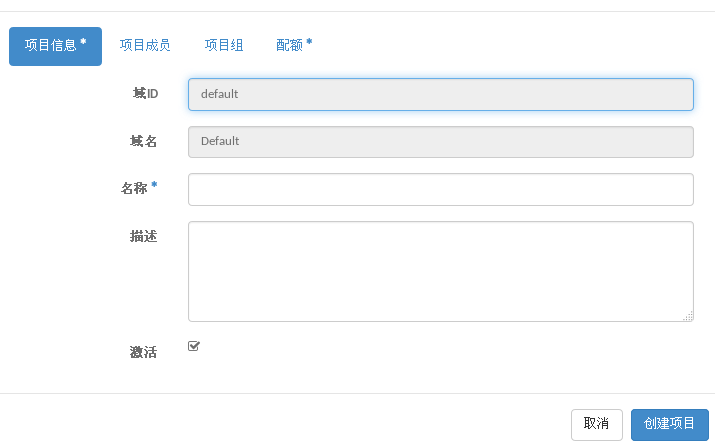 项目信息 * 项目成员 项目组 配额 *
域ID default
域名 Default
名称 *
描述
激活
取消 创建项目